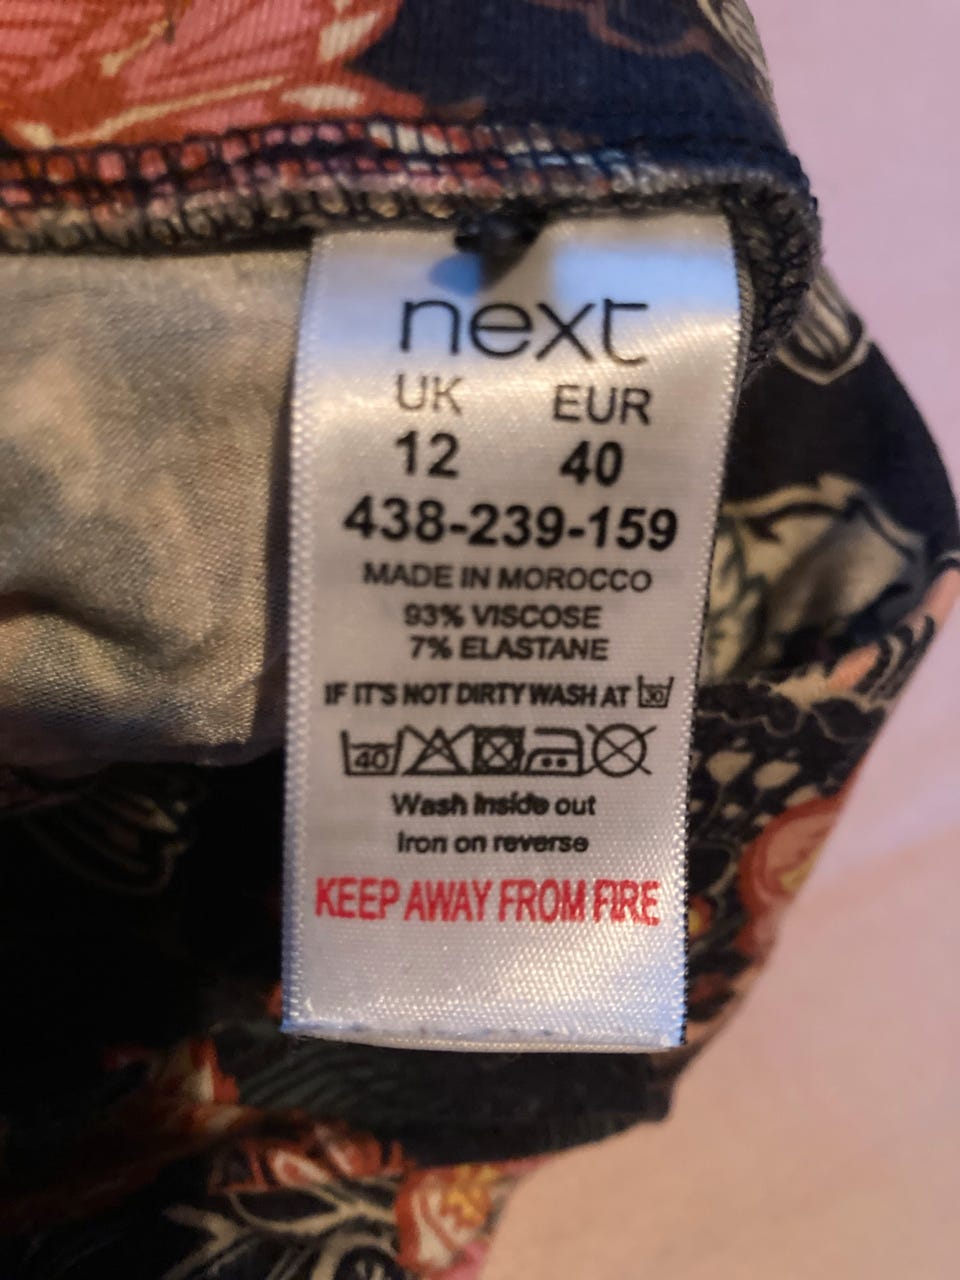 next
UK EUR
12 40
438-239-159
MADE IN MOROCCO
93% VISCOSE
7% ELASTANE
IF IT'S NOT DIRTY WASH AT 30
40
Wash inside out
Iron on reverse
KEEP AWAY FROM FIRE